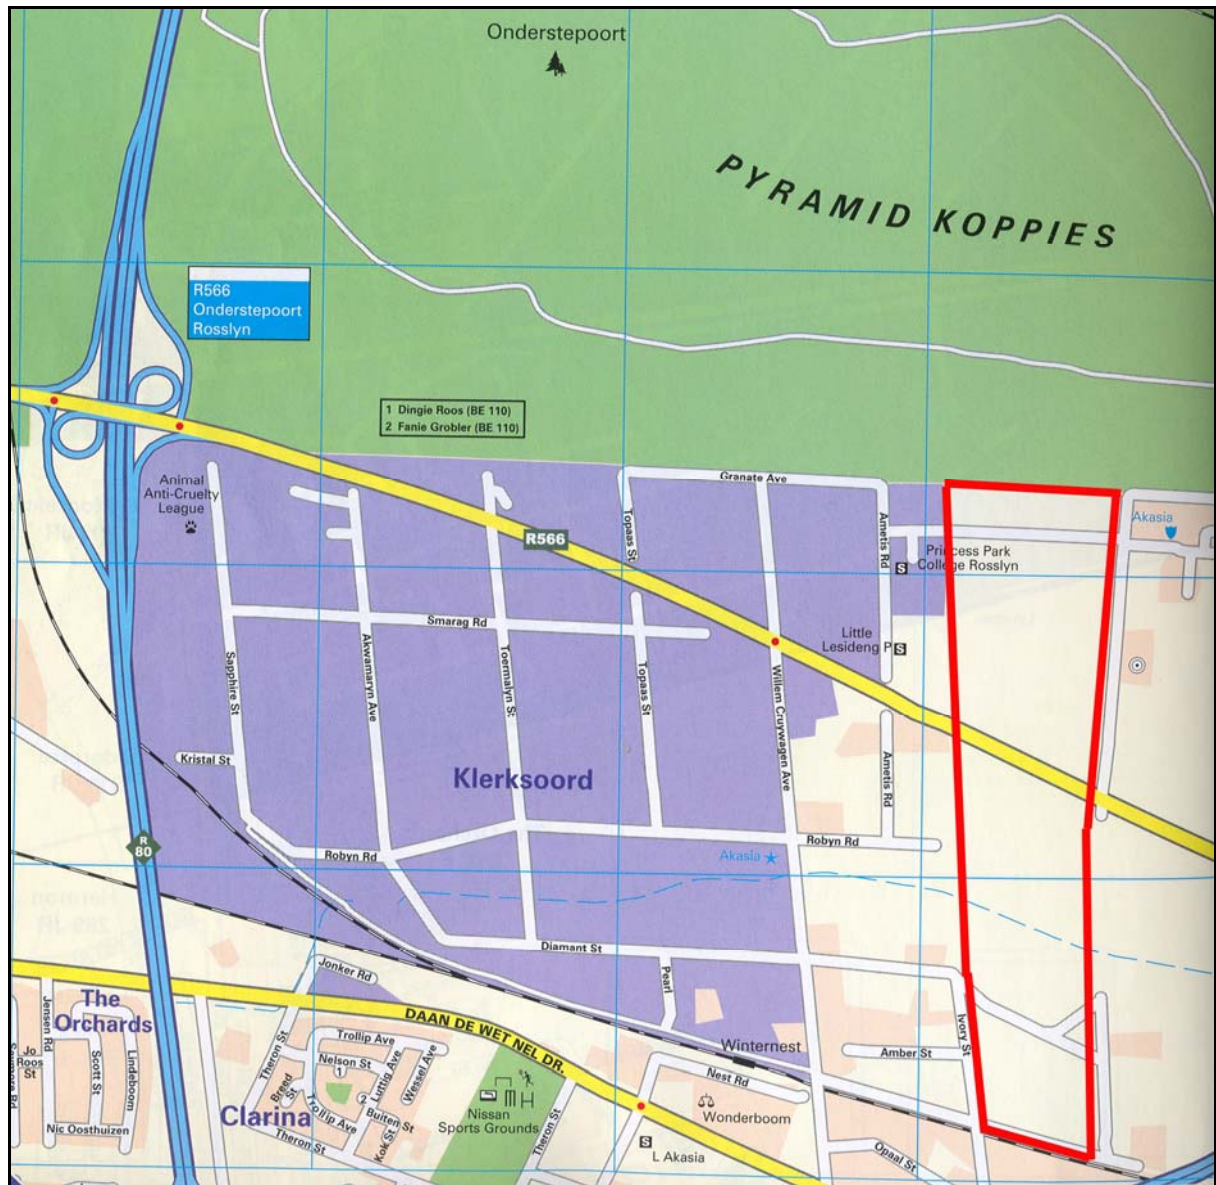 Onderstepoort
PYRAMID KOPPIES
R566
Onderstepoort
Rosslyn
1 Dingie Roos (BE 110)
2 Fanie Grobler (BE 110)
Animal
Anti-Cruelty
League
Granate Ave
R566
Topaas St
Ametis Rd
Akasia
Princess Park
College Rosslyn
S
Smarag Rd
Little
Lesideng P
S
Sapphire St
Akwamaryn Ave
Toermalyn St
Topaas St
Willem Cruywagen Ave
Ametis Rd
Kristal St
Klerksoord
R
80
Robyn Rd
Robyn Rd
Akasia
Diamant St
Jonker Rd
Pearl
The
Orchards
Jensen Rd
DAAN DE WET NEL DR.
Ivory St
Winternest
Amber St
Jo
Roos
St
Scott St
Lindeboom
Theron St
Trollip Ave
Nelson St
1
Luttig Ave
Wessel Ave
Nest Rd
Breed
St
2
Trollip Ave
Buiten St
Kok St
Clarina
Theron St
Nissan
Sports Grounds
Theron St
Wonderboom
Nic Oosthuizen
S
L Akasia
Opaal St